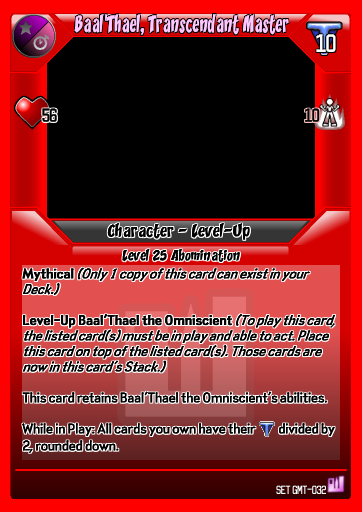 Baal'Thael, Transcendant Master
10
56
10
Character - Level-Up
Level 25 Abomination
Mythical (Only 1 copy of this card can exist in your
Deck.)
Level-Up Baal'Thael the Omniscient (To play this card,
the listed card(s) must be in play and able to act. Place
this card on top of the listed card(s). Those cards are
now in this card's Stack.)
This card retains Baal'Thael the Omniscient's abilities.
While in Play: All cards you own have their divided by
2, rounded down.
SET GMT-032